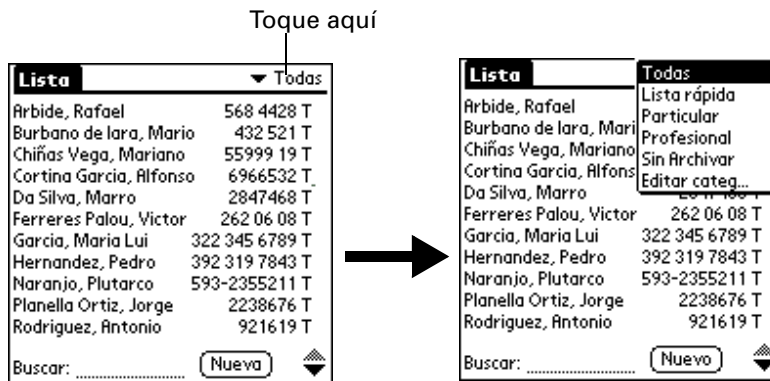 Toque aquí
Lista Todas
Arbide, Rafael 568 4428 T
Burbano de lara, Mario 432 521 T
Chiñas Vega, Mariano 55999 19 T
Cortina Garcia, Alfonso 6966532 T
Da Silva, Marro 2847468 T
Ferreres Palou, Victor 262 06 08 T
Garcia, Maria Lui 322 345 6789 T
Hernandez, Pedro 392 319 7843 T
Naranjo, Plutarco 593-2355211 T
Planella Ortiz, Jorge 2238676 T
Rodriguez, Antonio 921619 T
Buscar: Nueva
Lista
Todas
Lista rápida
Particular
Profesional
Sin Archivar
Editar categ...
Arbide, Rafael
Burbano de lara, Mari
Chiñas Vega, Mariano
Cortina Garcia, Alfons
Da Silva, Marro
Ferreres Palou, Victor 262 06 08 T
Garcia, Maria Lui 322 345 6789 T
Hernandez, Pedro 392 319 7843 T
Naranjo, Plutarco 593-2355211 T
Planella Ortiz, Jorge 2238676 T
Rodriguez, Antonio 921619 T
Buscar: Nuevo